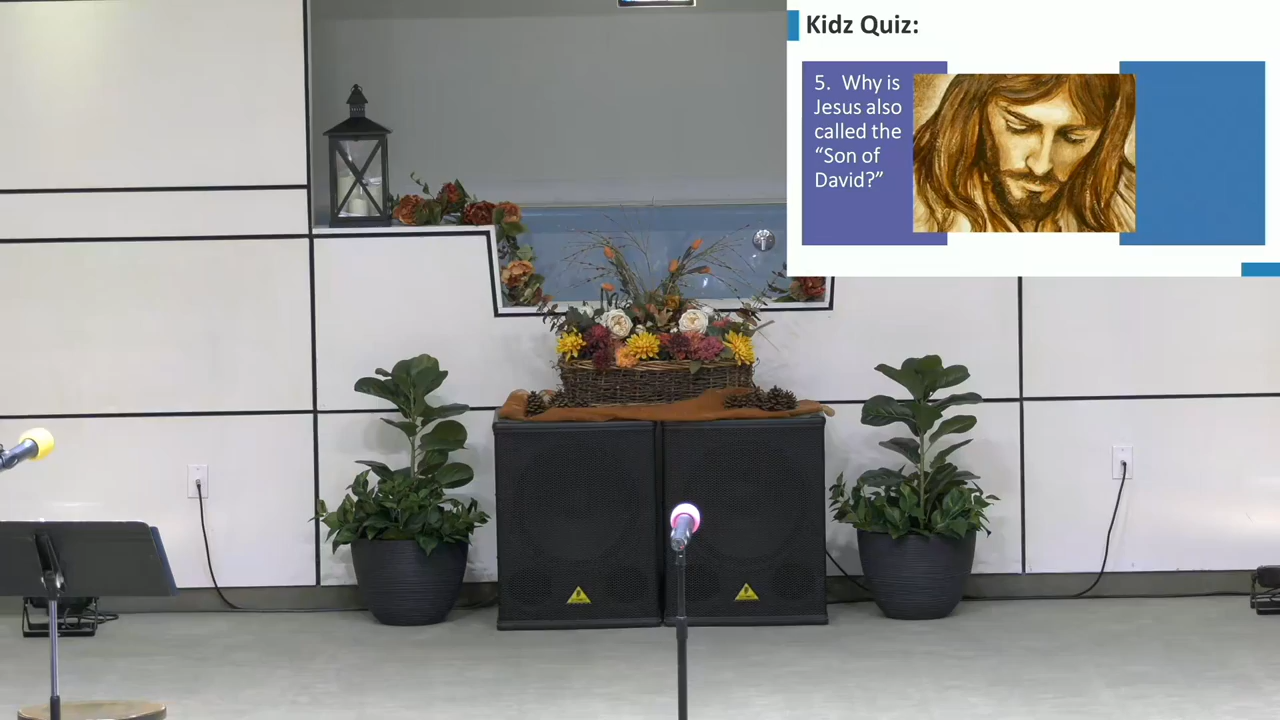 Kidz Quiz:
5. Why is
Jesus also
called the
“Son of
David?”